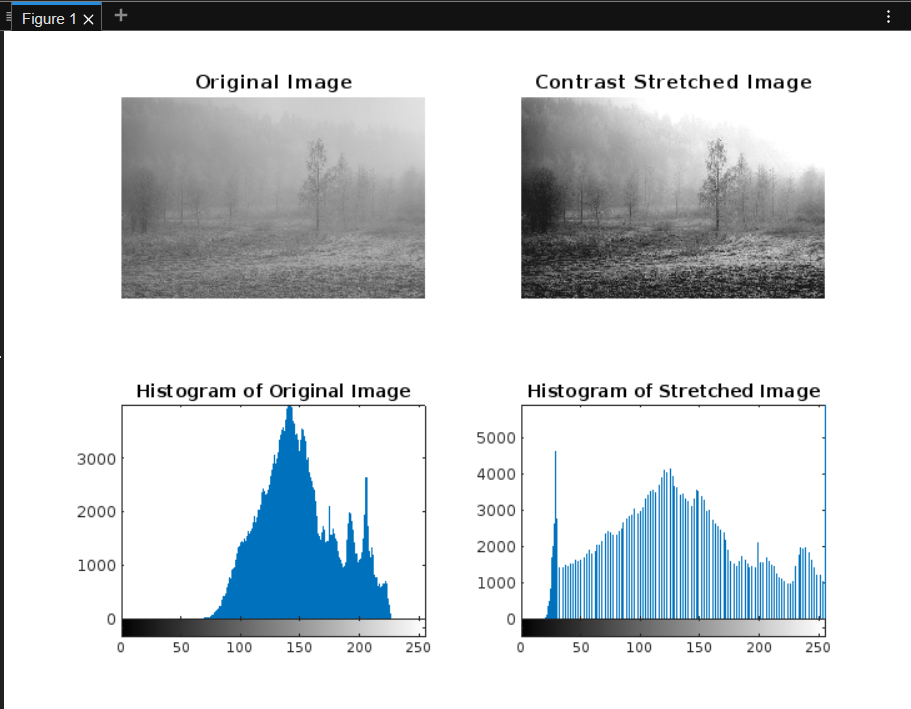 Figure 1
Original Image
Contrast Stretched Image
Histogram of Original Image
Histogram of Stretched Image
3000
2000
1000
0
0 50 100 150 200 250
5000
4000
3000
2000
1000
0
0 50 100 150 200 250